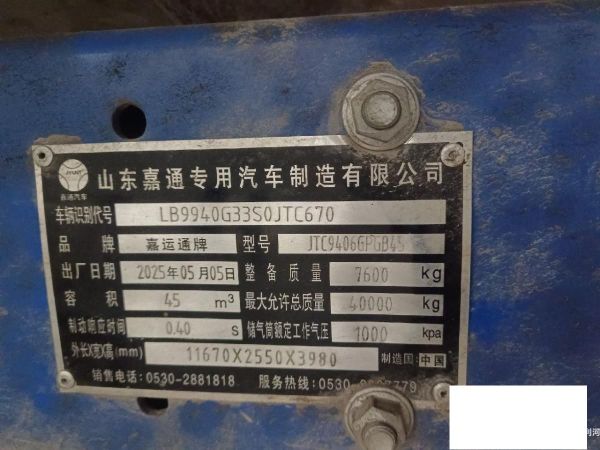 山东嘉通专用汽车制造有限公司
嘉通汽车
车辆识别代号 LB9940G33S0JTC670
品牌 嘉运通牌 型号 JTC9406GPGB45
出厂日期 2025年05月05日 整备质量 7600 kg
容积 45 m³ 最大允许总质量 40000 kg
制动响应时间 0.40 S 储气筒额定工作气压 1000 kpa
外长X宽X高(mm) 11670X2550X3980 制造国:中国
销售电话:0530-2881818 服务热线:0530-